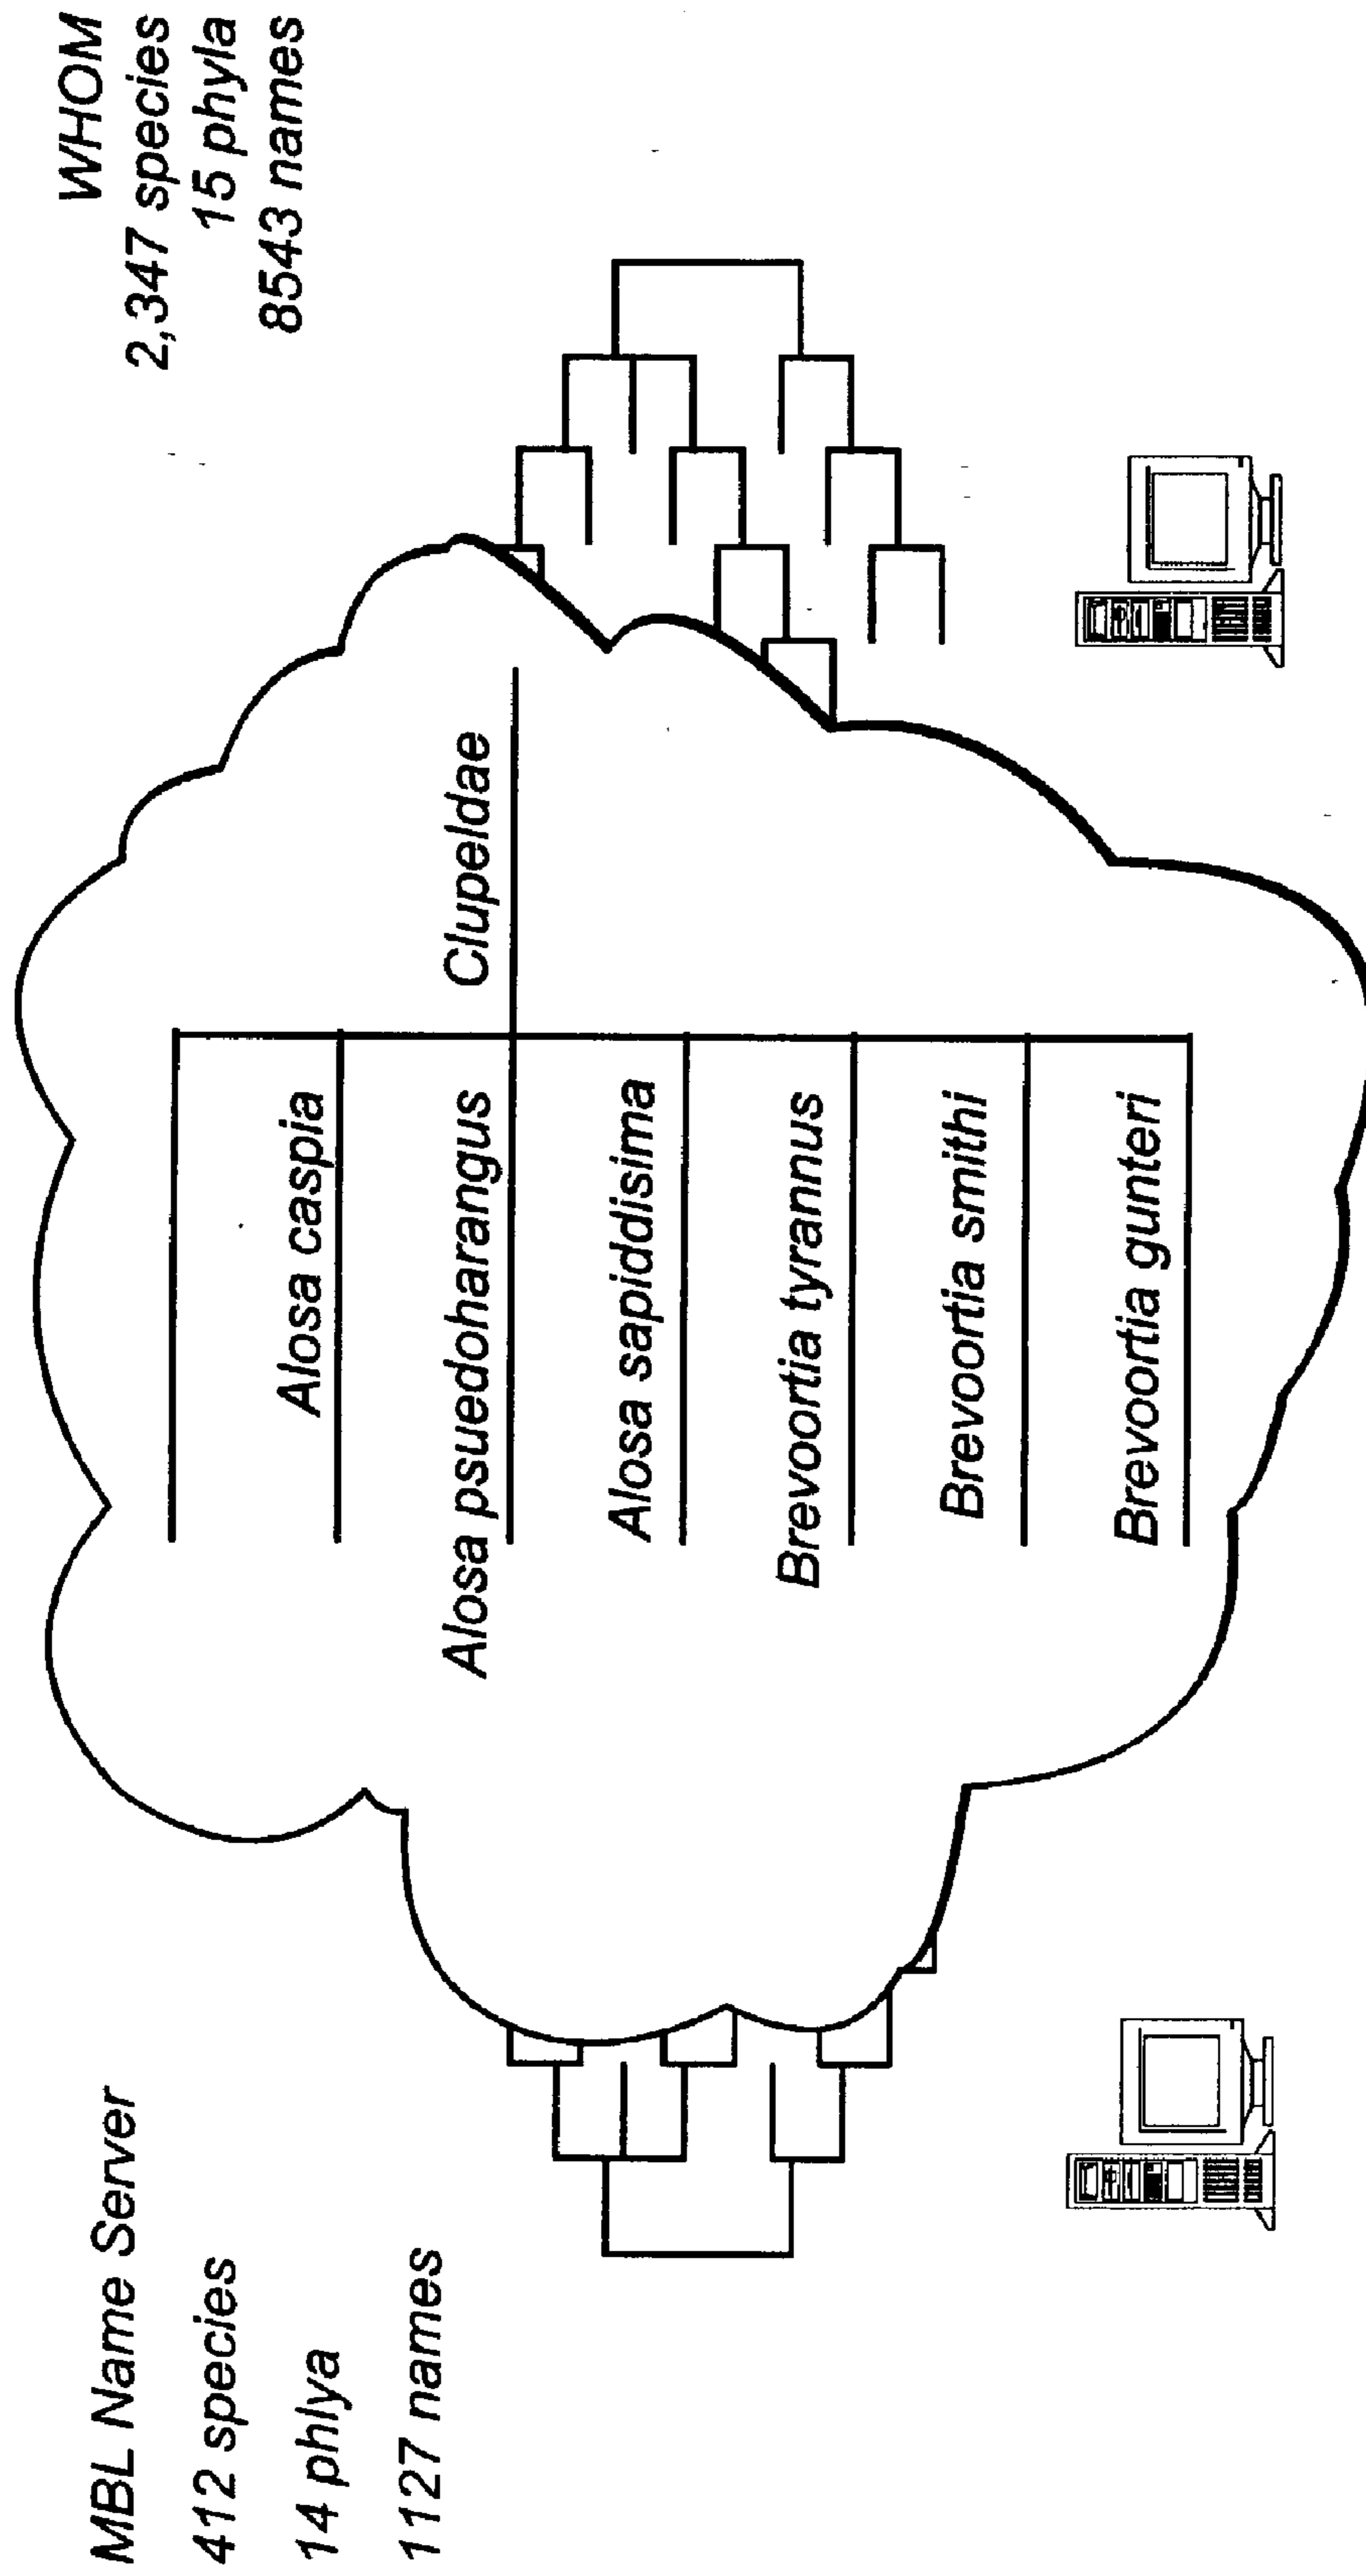 MBL Name Server
412 species
14 phlya
1127 names
WHOM
2,347 species
15 phyla
8543 names
Clupeldae
Alosa caspia
Alosa psuedoharangus
Alosa sapiddisima
Brevoortia tyrannus
Brevoortia smithi
Brevoortia gunteri